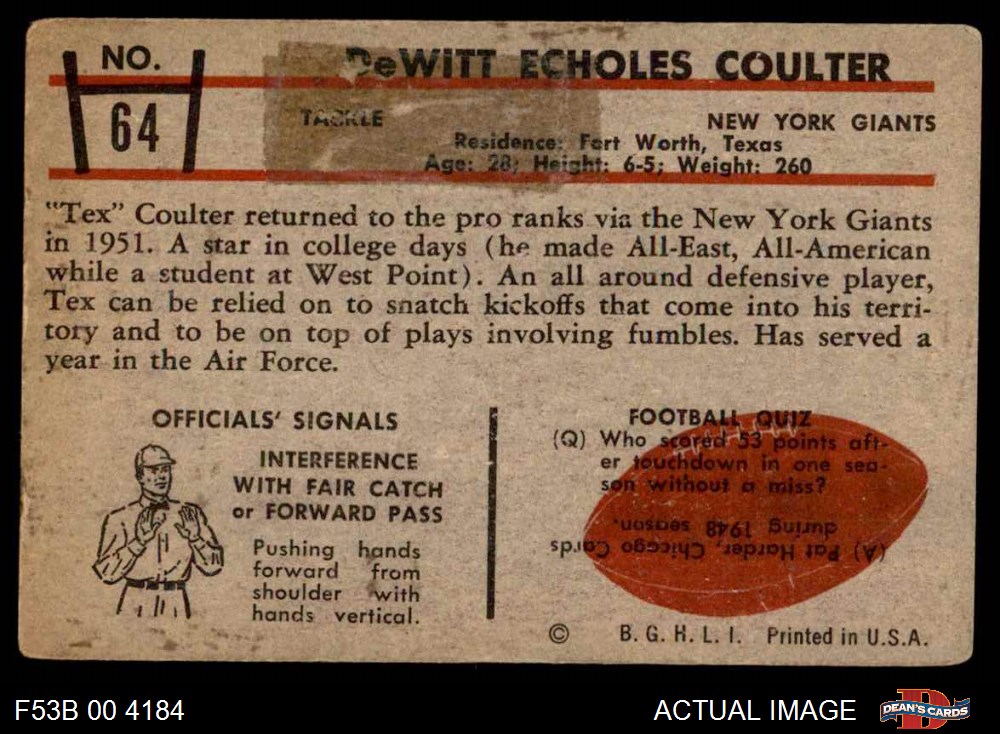 NO.
64
DeWITT ECHOLES COULTER
TACKLE
NEW YORK GIANTS
Residence: Fort Worth, Texas
Age: 28; Height: 6-5; Weight: 260
"Tex" Coulter returned to the pro ranks via the New York Giants
in 1951. A star in college days (he made All-East, All-American
while a student at West Point). An all around defensive player,
Tex can be relied on to snatch kickoffs that come into his terri-
tory and to be on top of plays involving fumbles. Has served a
year in the Air Force.
OFFICIALS' SIGNALS
INTERFERENCE
WITH FAIR CATCH
or FORWARD PASS
Pushing hands
forward from
shoulder with
hands vertical.
FOOTBALL QUIZ
(Q) Who scored 53 points aft-
er touchdown in one sea-
son without a miss?
(A) Pat Harder, Chicago Cards
during 1948 season.
© B. G. H. L. I. Printed in U.S.A.
F53B 00 4184
ACTUAL IMAGE
D
DEAN'S CARDS